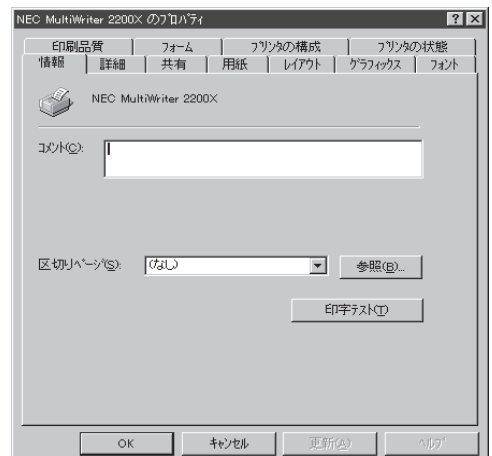 NEC MultiWriter 2200X のﾌﾟﾛﾊﾟﾃｨ
印刷品質 ﾌｫｰﾑ ﾌﾟﾘﾝﾀの構成 ﾌﾟﾘﾝﾀの状態
情報 詳細 共有 用紙 ﾚｲｱｳﾄ ｸﾞﾗﾌｨｯｸｽ ﾌｫﾝﾄ
NEC MultiWriter 2200X
ｺﾒﾝﾄ(C):
区切りﾍﾟｰｼﾞ(S): (なし) 参照(B)...
印字ﾃｽﾄ(T)
OK ｷｬﾝｾﾙ 更新(A) ﾍﾙﾌﾟ